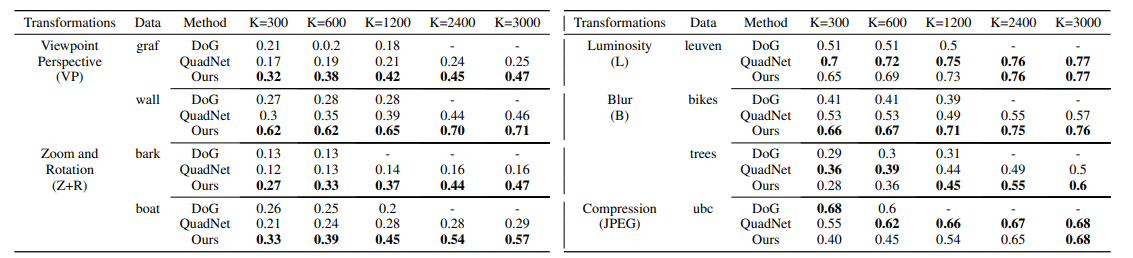 Transformations Data Method K=300 K=600 K=1200 K=2400 K=3000
Viewpoint graf DoG 0.21 0.0.2 0.18 - -
Perspective QuadNet 0.17 0.19 0.21 0.24 0.25
(VP) Ours 0.32 0.38 0.42 0.45 0.47
wall DoG 0.27 0.28 0.28 - -
QuadNet 0.3 0.35 0.39 0.44 0.46
Ours 0.62 0.62 0.65 0.70 0.71
Zoom and bark DoG 0.13 0.13 - - -
Rotation QuadNet 0.12 0.13 0.14 0.16 0.16
(Z+R) Ours 0.27 0.33 0.37 0.44 0.47
boat DoG 0.26 0.25 0.2 - -
QuadNet 0.21 0.24 0.28 0.28 0.29
Ours 0.33 0.39 0.45 0.54 0.57
Transformations Data Method K=300 K=600 K=1200 K=2400 K=3000
Luminosity leuven DoG 0.51 0.51 0.5 - -
(L) QuadNet 0.7 0.72 0.75 0.76 0.77
Ours 0.65 0.69 0.73 0.76 0.77
Blur bikes DoG 0.41 0.41 0.39 - -
(B) QuadNet 0.53 0.53 0.49 0.55 0.57
Ours 0.66 0.67 0.71 0.75 0.76
trees DoG 0.29 0.3 0.31 - -
QuadNet 0.36 0.39 0.44 0.49 0.5
Ours 0.28 0.36 0.45 0.55 0.6
Compression ubc DoG 0.68 0.6 - - -
(JPEG) QuadNet 0.55 0.62 0.66 0.67 0.68
Ours 0.40 0.45 0.54 0.65 0.68